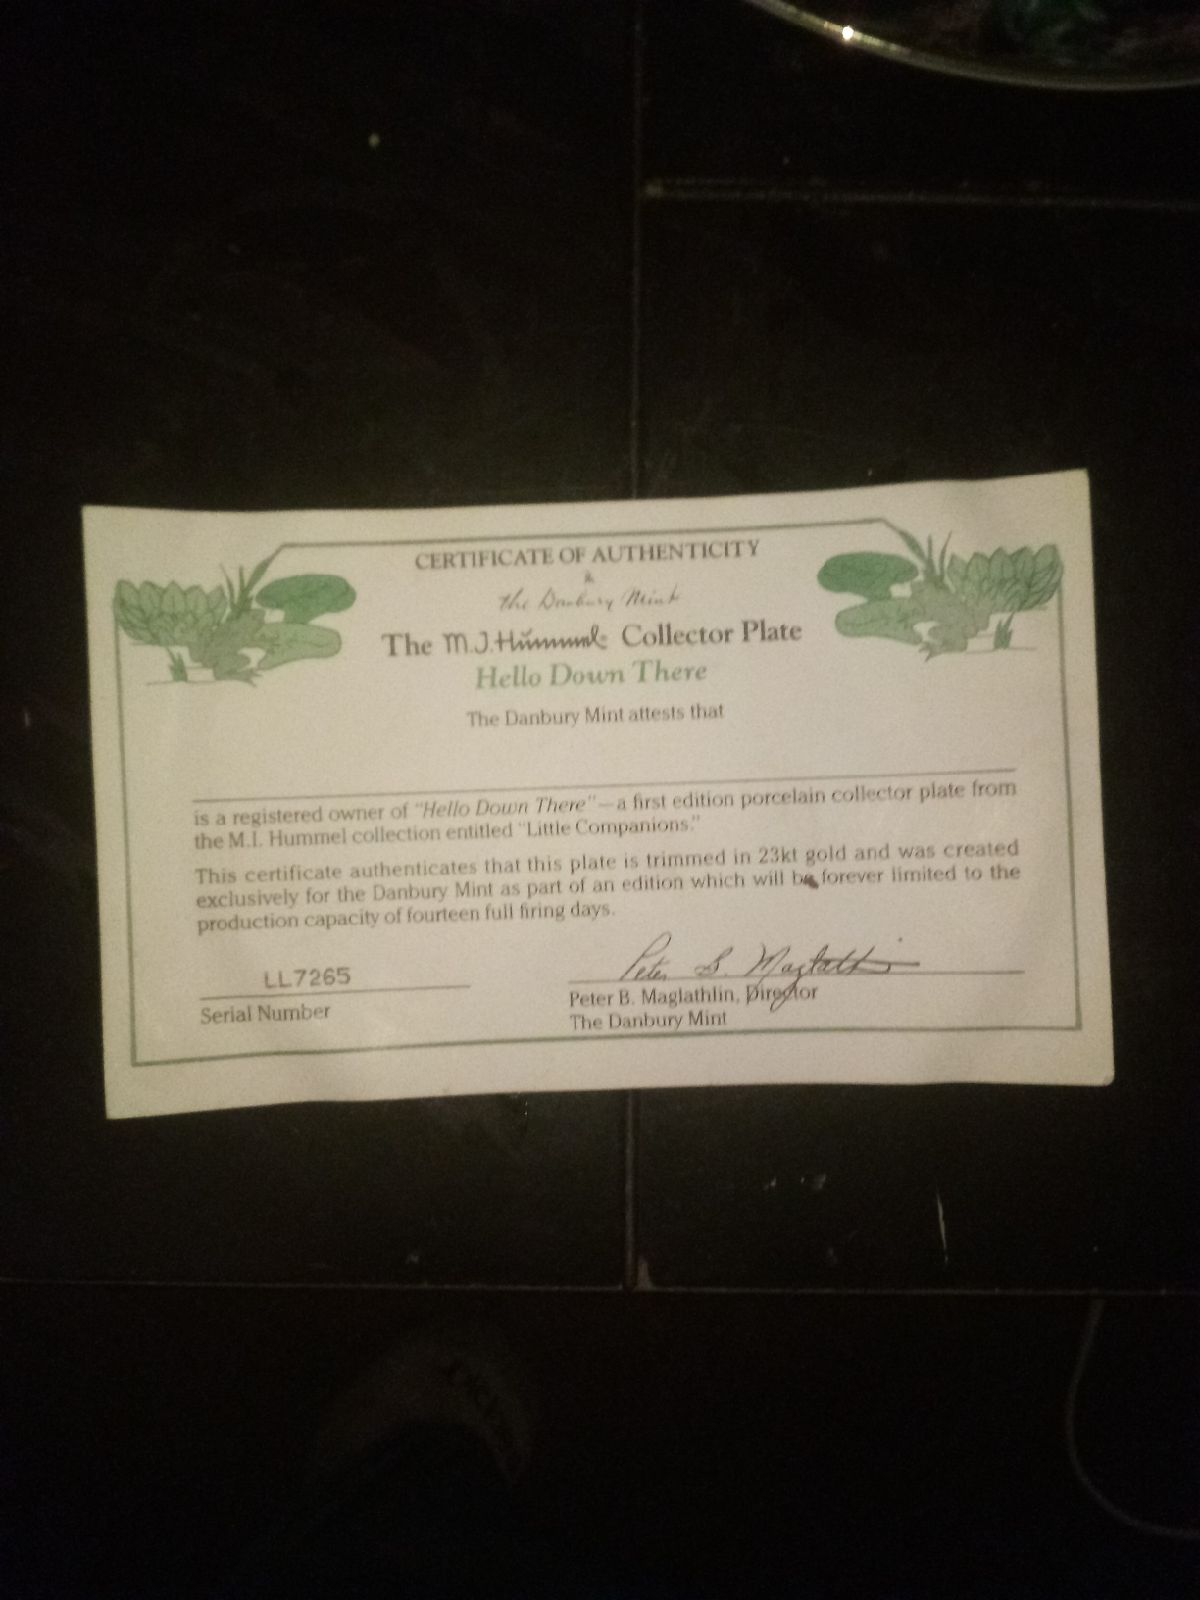 CERTIFICATE OF AUTHENTICITY
The Danbury Mint
The M.J. Hummel Collector Plate
Hello Down There
The Danbury Mint attests that
is a registered owner of "Hello Down There"—a first edition porcelain collector plate from
the M.I. Hummel collection entitled "Little Companions."
This certificate authenticates that this plate is trimmed in 23kt gold and was created
exclusively for the Danbury Mint as part of an edition which will be forever limited to the
production capacity of fourteen full firing days.
LL7265
Serial Number
Peter B. Maglathlin
Peter B. Maglathlin, Director
The Danbury Mint